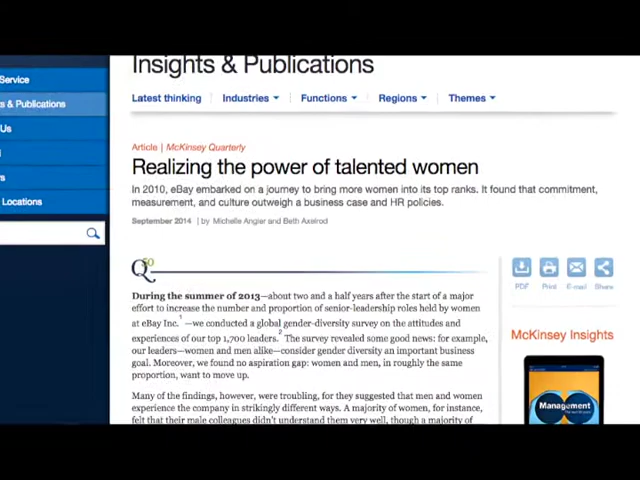 Insights & Publications
Service
s & Publications
Us
Locations
Latest thinking Industries Functions Regions Themes
Article | McKinsey Quarterly
Realizing the power of talented women
In 2010, eBay embarked on a journey to bring more women into its top ranks. It found that commitment,
measurement, and culture outweigh a business case and HR policies.
September 2014 | by Michelle Angier and Beth Axelrod
Q50
PDF Print E-mail Share
During the summer of 2013—about two and a half years after the start of a major
effort to increase the number and proportion of senior-leadership roles held by women
at eBay Inc.1—we conducted a global gender-diversity survey on the attitudes and
experiences of our top 1,700 leaders.2 The survey revealed some good news: for example,
our leaders—women and men alike—consider gender diversity an important business
goal. Moreover, we found no aspiration gap: women and men, in roughly the same
proportion, want to move up.
McKinsey Insights
Management
Many of the findings, however, were troubling, for they suggested that men and women
experience the company in strikingly different ways. A majority of women, for instance,
felt that their male colleagues didn't understand them very well, though a majority of